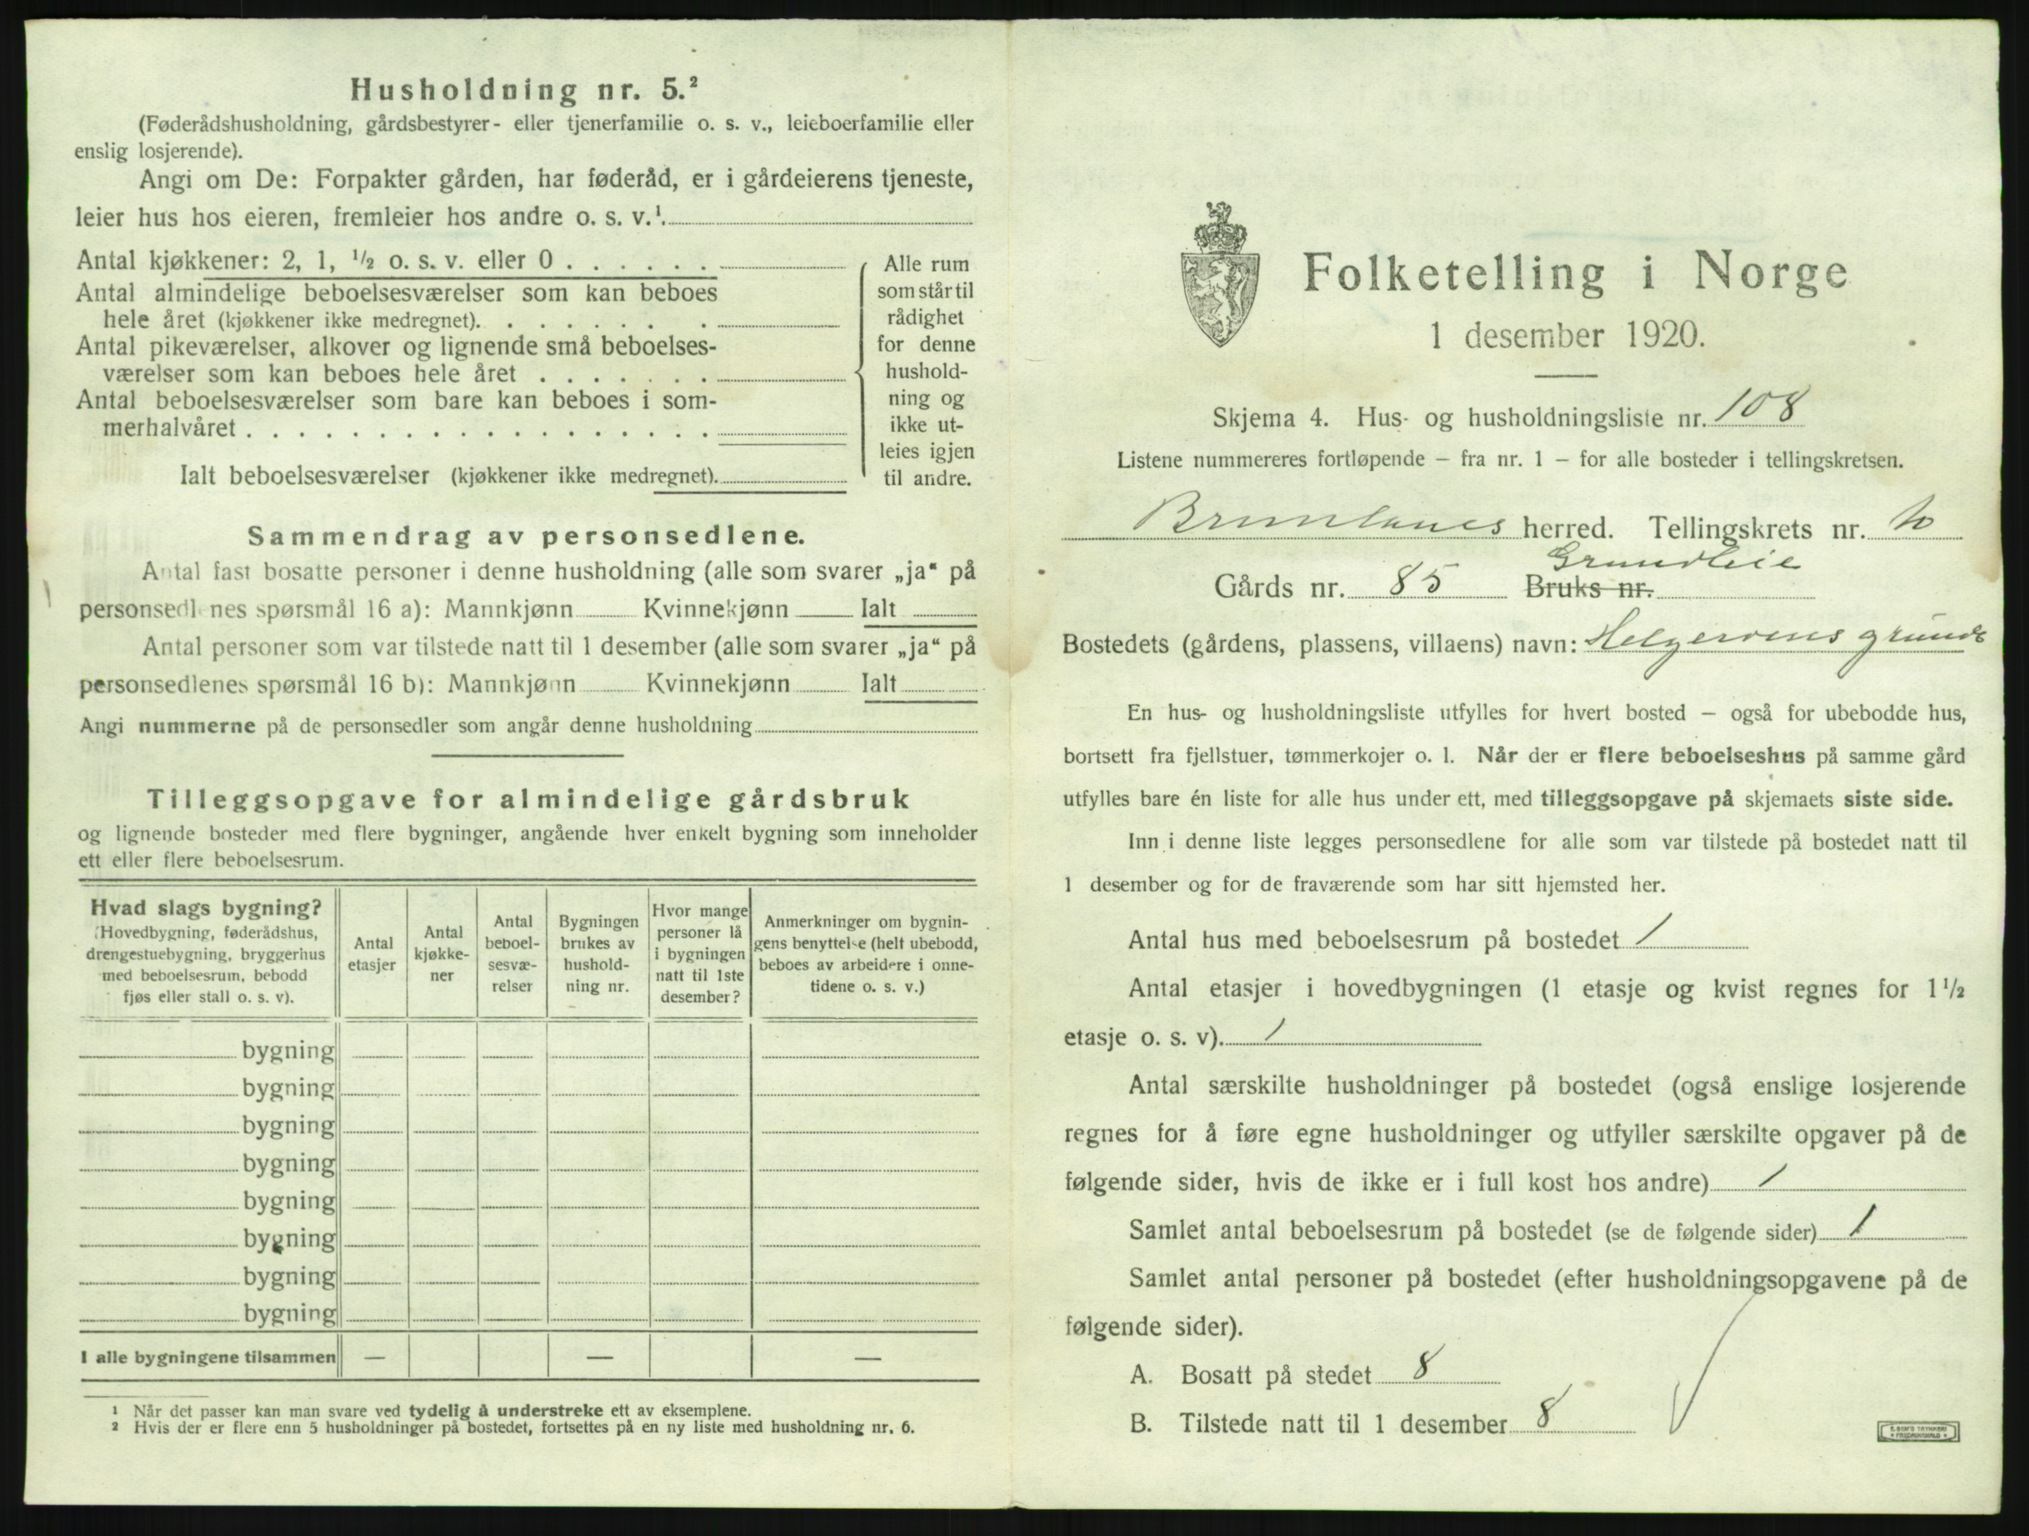 Husholdning nr. 5.²
(Føderådshusholdning, gårdsbestyrer- eller tjenerfamilie o. s. v., leieboerfamilie eller
enslig losjerende).
Angi om De: Forpakter gården, har føderåd, er i gårdeierens tjeneste,
leier hus hos eieren, fremleier hos andre o. s. v.¹.
Antal kjøkkener: 2, 1, ½ o. s. v. eller 0 . . . . . .
Antal almindelige beboelsesværelser som kan beboes
hele året (kjøkkener ikke medregnet). . . . . . . .
Antal pikeværelser, alkover og lignende små beboelses-
værelser som kan beboes hele året . . . . . . .
Antal beboelsesværelser som bare kan beboes i som-
merhalvåret . . . . . . . . . . . . . . . . . .
Ialt beboelsesværelser (kjøkkener ikke medregnet).
Alle rum
som står til
rådighet
for denne
hushold-
ning og
ikke ut-
leies igjen
til andre.
Sammendrag av personsedlene.
Antal fast bosatte personer i denne husholdning (alle som svarer „ja" på
personsedlenes spørsmål 16 a): Mannkjønn Kvinnekjønn Ialt
Antal personer som var tilstede natt til 1 desember (alle som svarer „ja" på
personsedlenes spørsmål 16 b): Mannkjønn Kvinnekjønn Ialt
Angi nummerne på de personsedler som angår denne husholdning
Tilleggsopgave for almindelige gårdsbruk
og lignende bosteder med flere bygninger, angående hver enkelt bygning som inneholder
ett eller flere beboelsesrum.
Hvad slags bygning?
(Hovedbygning, føderådshus,
drengestuebygning, bryggerhus
med beboelsesrum, bebodd
fjøs eller stall o. s. v).
Antal
etasjer
Antal
kjøkke-
ner
Antal
beboel-
sesvæ-
relser
Bygningen
brukes av
hushold-
ning nr.
Hvor mange
personer lå
i bygningen
natt til 1ste
desember?
Anmerkninger om bygnin-
gens benyttelse (helt ubebodd,
beboes av arbeidere i onne-
tidene o. s. v.)
bygning
bygning
bygning
bygning
bygning
bygning
bygning
bygning
I alle bygningene tilsammen — — —
¹ Når det passer kan man svare ved tydelig å understreke ett av eksemplene.
² Hvis der er flere enn 5 husholdninger på bostedet, fortsettes på en ny liste med husholdning nr. 6.
Folketelling i Norge
1 desember 1920.
Skjema 4. Hus- og husholdningsliste nr. 108
Listene nummereres fortløpende – fra nr. 1 – for alle bosteder i tellingskretsen.
Brunlanes herred. Tellingskrets nr.
Grundleie
Gårds nr. 85 Bruks nr.
Bostedets (gårdens, plassens, villaens) navn: Helgeroens grund
En hus- og husholdningsliste utfylles for hvert bosted – også for ubebodde hus,
bortsett fra fjellstuer, tømmerkojer o. l. Når der er flere beboelseshus på samme gård
utfylles bare én liste for alle hus under ett, med tilleggsopgave på skjemaets siste side.
Inn i denne liste legges personsedlene for alle som var tilstede på bostedet natt til
1 desember og for de fraværende som har sitt hjemsted her.
Antal hus med beboelsesrum på bostedet 1
Antal etasjer i hovedbygningen (1 etasje og kvist regnes for 1½
etasje o. s. v). 1
Antal særskilte husholdninger på bostedet (også enslige losjerende
regnes for å føre egne husholdninger og utfyller særskilte opgaver på de
følgende sider, hvis de ikke er i full kost hos andre) 1
Samlet antal beboelsesrum på bostedet (se de følgende sider) 1
Samlet antal personer på bostedet (efter husholdningsopgavene på de
følgende sider).
A. Bosatt på stedet 8
B. Tilstede natt til 1 desember 8